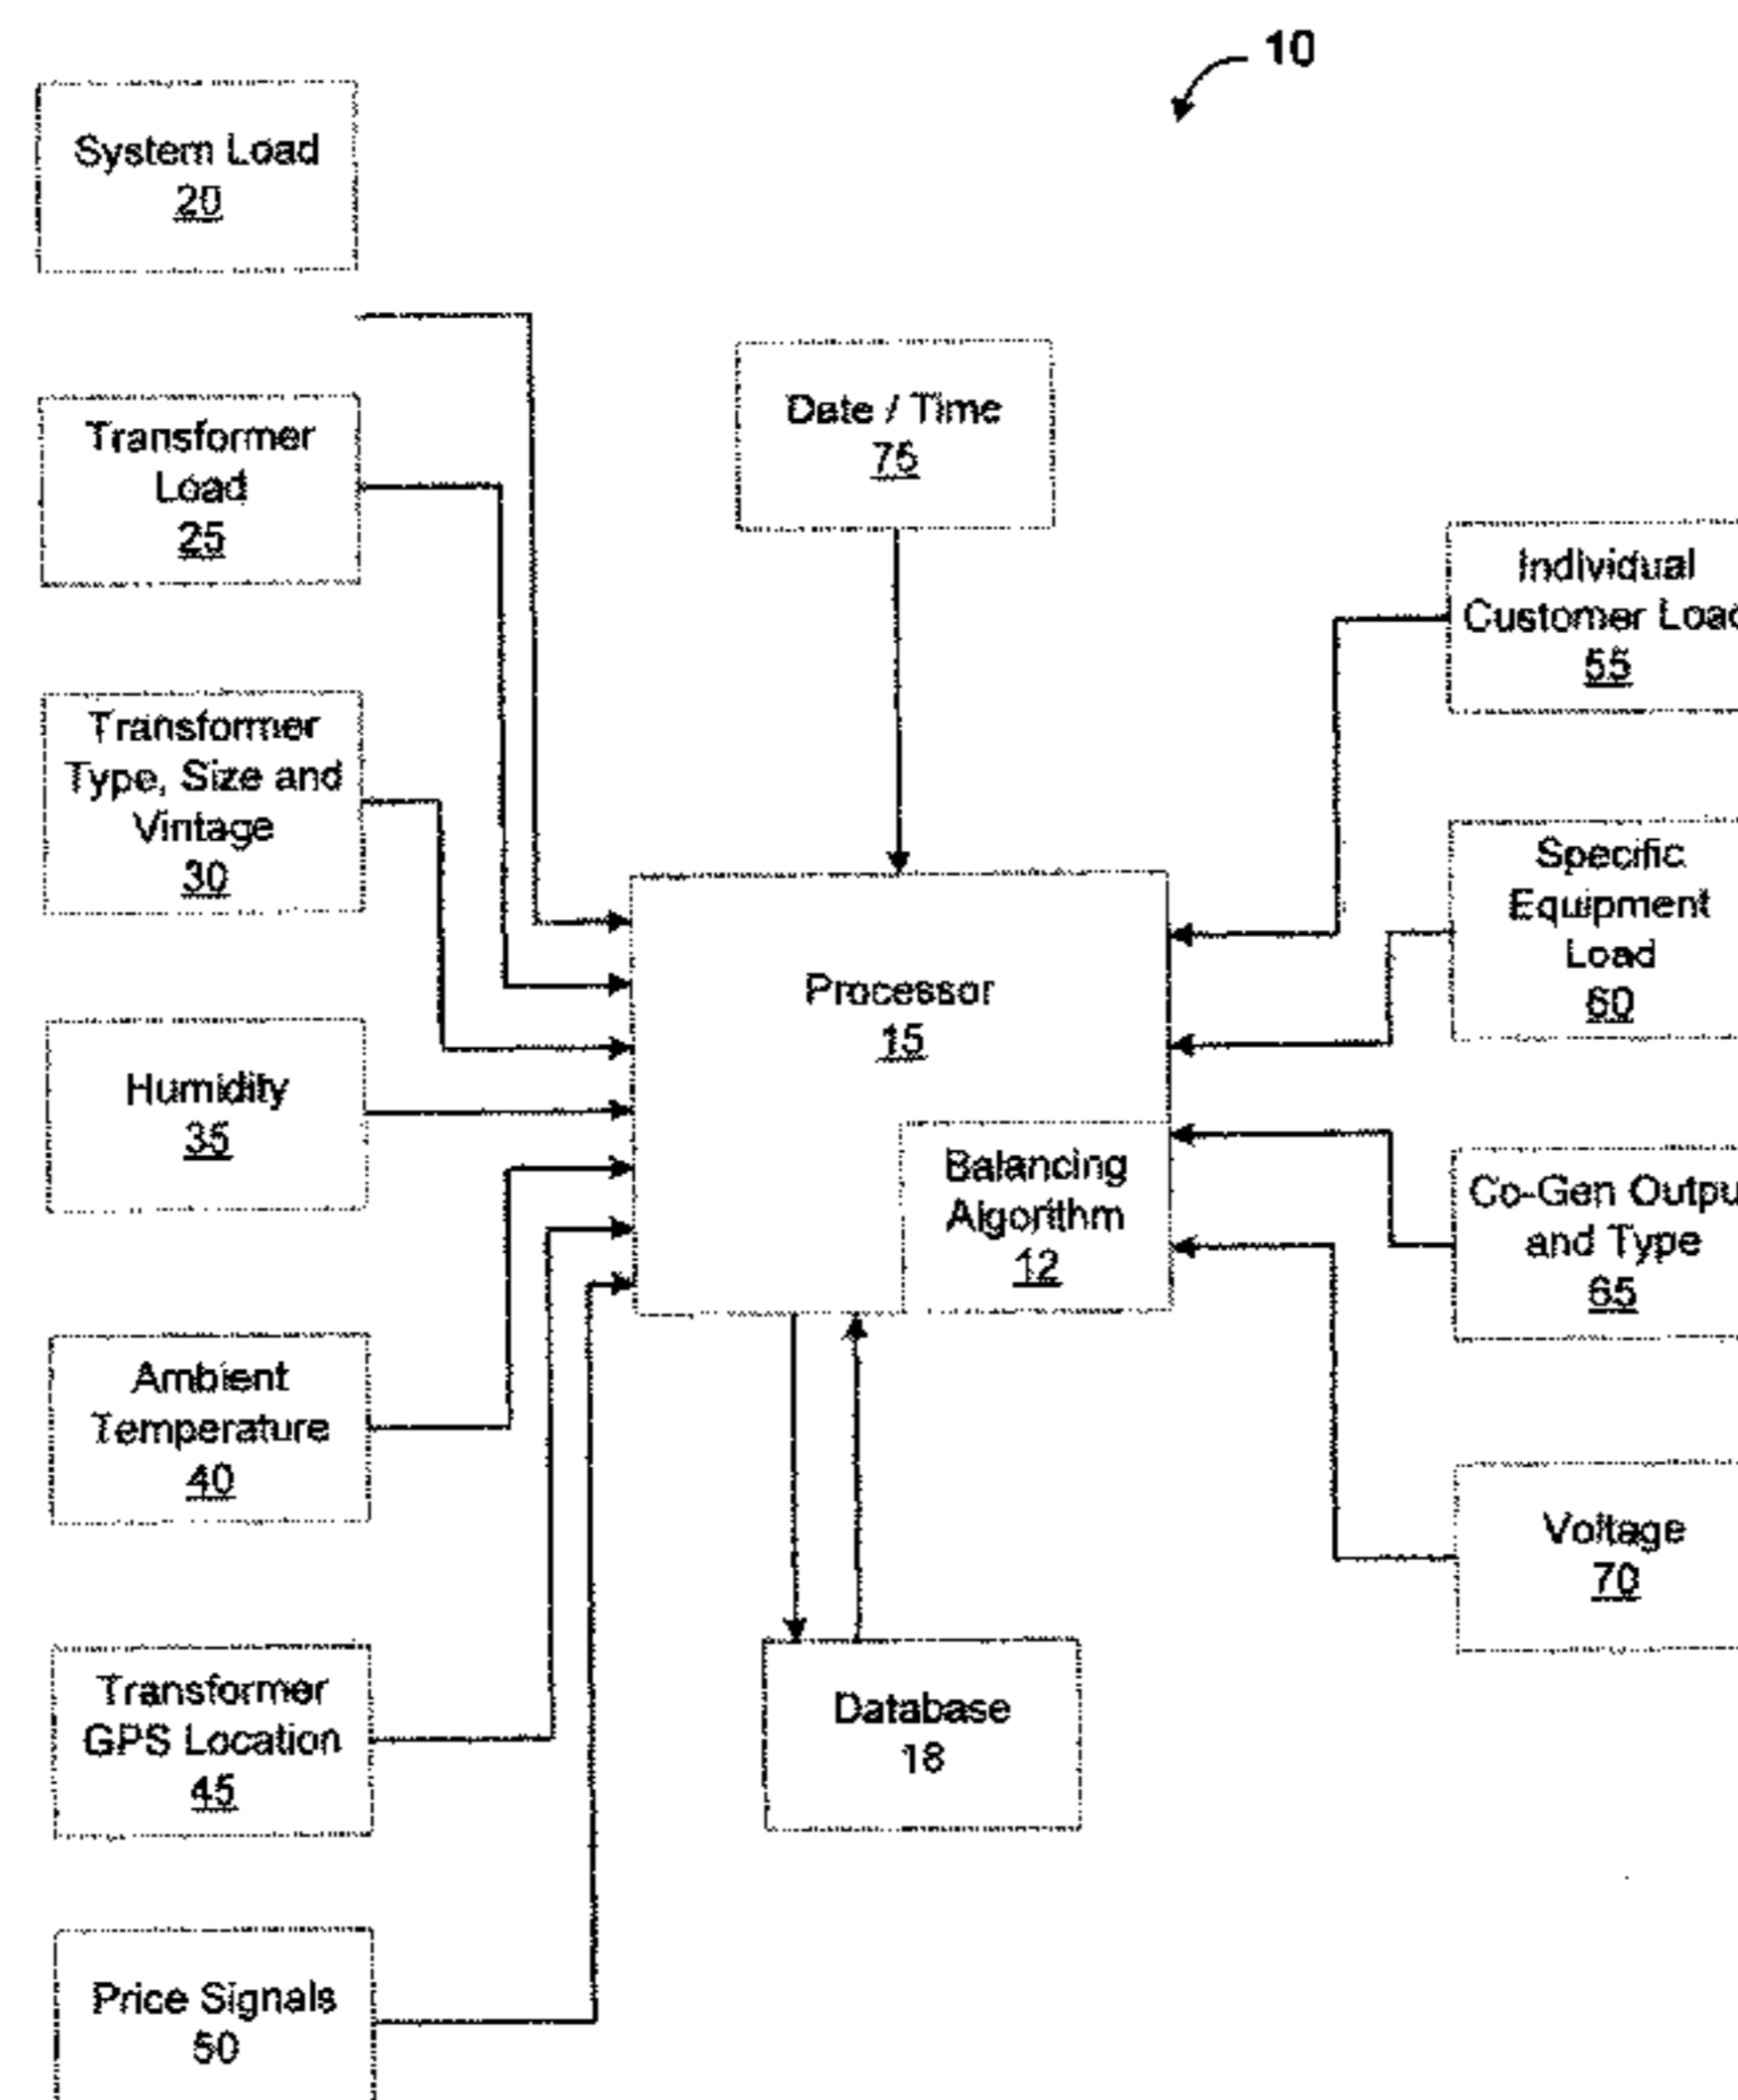 10
System Load
20
Transformer
Load
25
Transformer
Type, Size and
Vintage
30
Humidity
35
Ambient
Temperature
40
Transformer
GPS Location
45
Price Signals
50
Date / Time
75
Processor
15
Balancing
Algorithm
12
Database
18
Individual
Customer Load
55
Specific
Equipment
Load
60
Co-Gen Outpu
and Type
65
Voltage
70